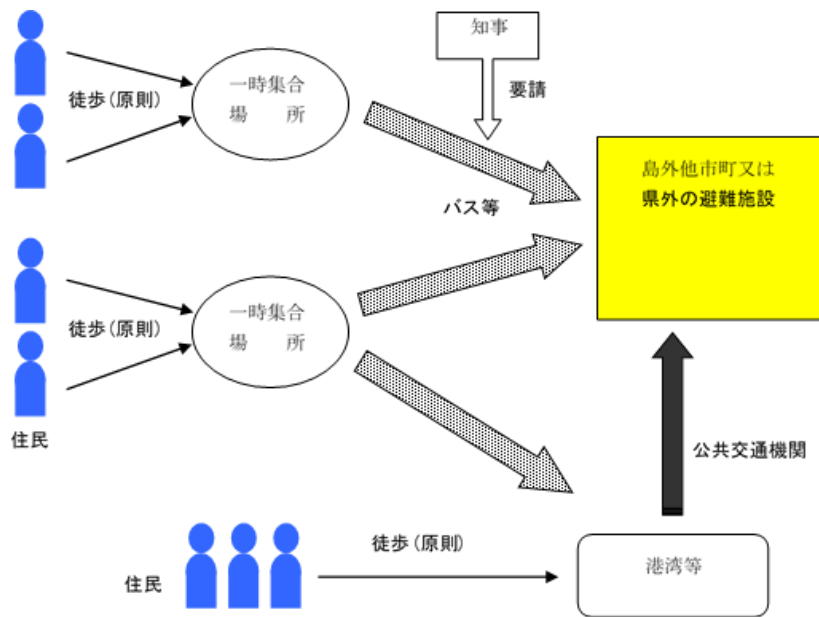 知事
要請
徒歩(原則)
一時集合
場　　所
島外他市町又は
県外の避難施設
バス等
徒歩(原則)
一時集合
場　　所
住民
公共交通機関
徒歩(原則)
港湾等
住民